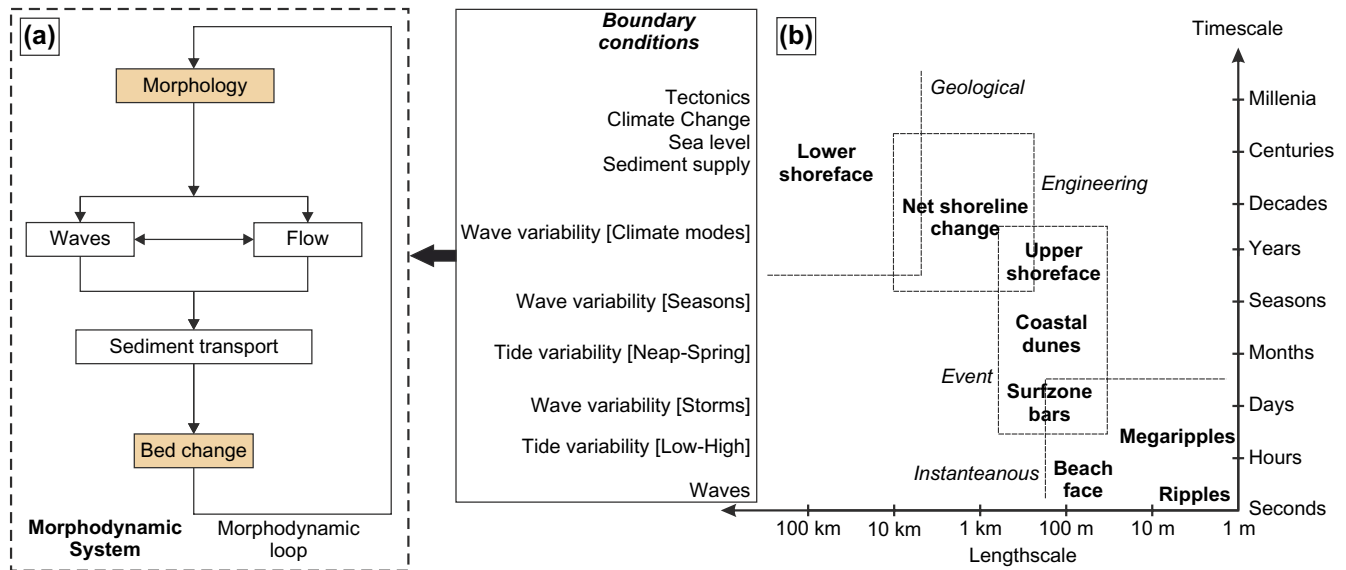 (a)
Morphology
Waves
Flow
Sediment transport
Bed change
Morphodynamic
System
Morphodynamic
loop
Boundary
conditions
Tectonics
Climate Change
Sea level
Sediment supply
Wave variability [Climate modes]
Wave variability [Seasons]
Tide variability [Neap-Spring]
Wave variability [Storms]
Tide variability [Low-High]
Waves
(b)
Timescale
Geological
Millenia
Lower
shoreface
Centuries
Engineering
Net shoreline
change
Decades
Upper
shoreface
Years
Seasons
Coastal
dunes
Months
Event
Surfzone
bars
Days
Megaripples
Instanteanous
Beach
face
Hours
Ripples
Seconds
100 km
10 km
1 km
100 m
10 m
1 m
Lengthscale